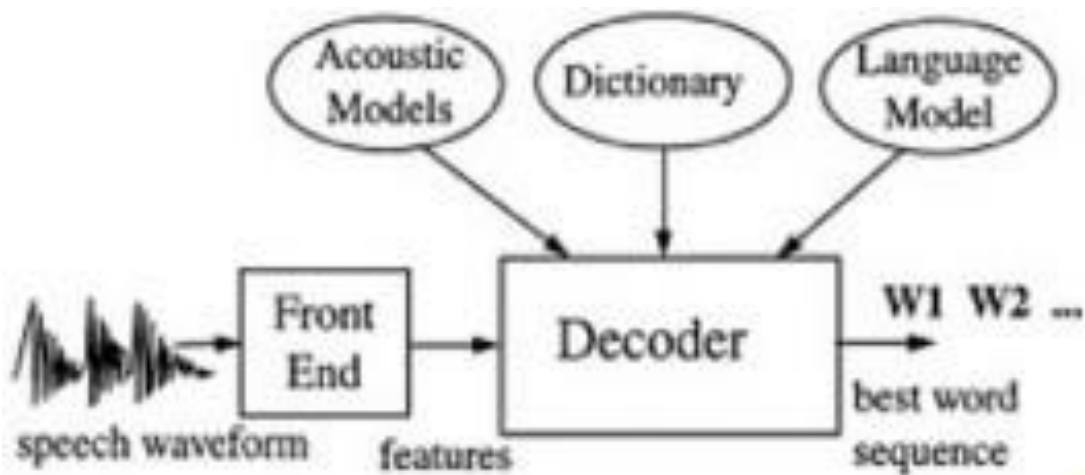 Acoustic
Models
Dictionary
Language
Model
Front
End
Decoder
W1 W2 ...
speech waveform
features
best word
sequence